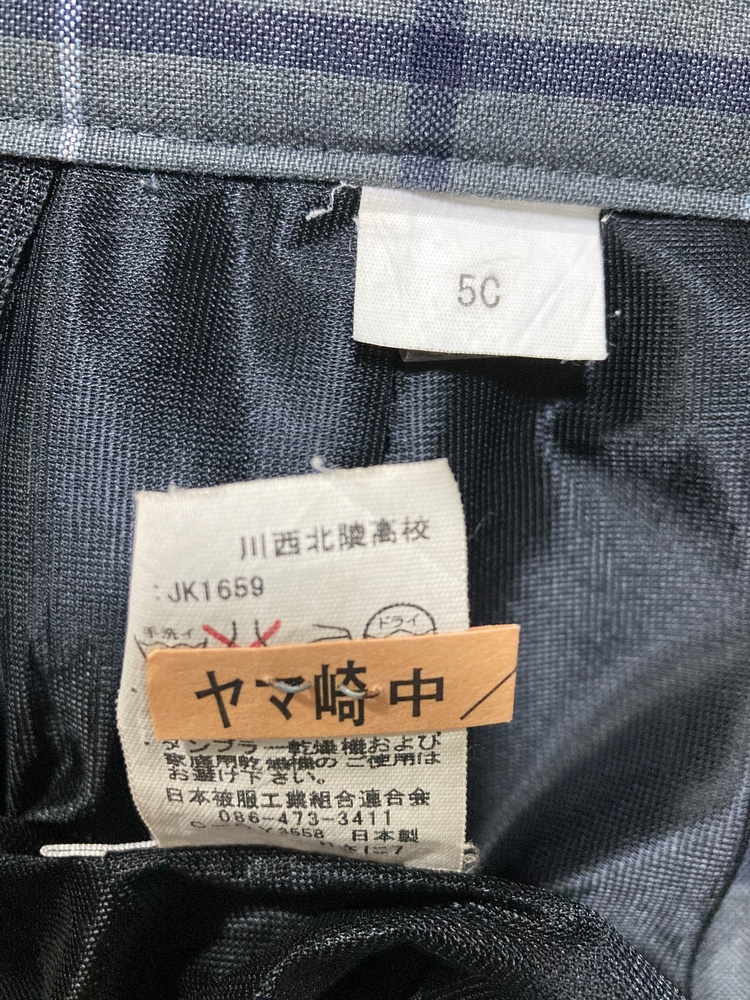 5C
川西北陵高校
:JK1659
手洗イ
ドライ
ヤマ崎中
タンブラー乾燥機および
家庭用乾燥機の ご使用は
お避け下さい。
日本被服工業組合連合会
086-473-3411
3558 日本製